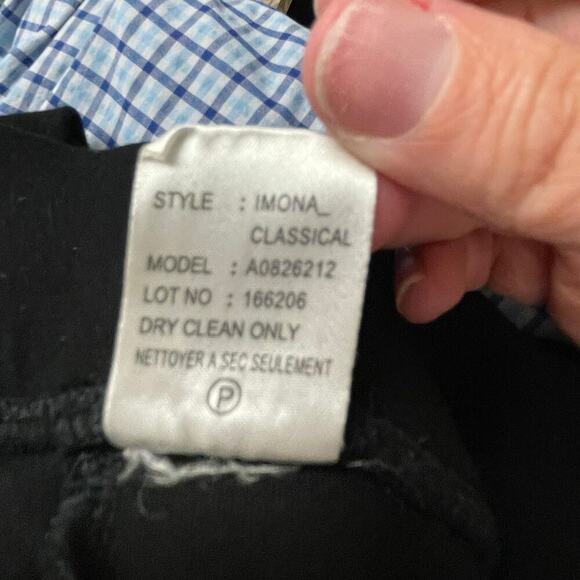 STYLE : IMONA_
CLASSICAL
MODEL : A0826212
LOT NO : 166206
DRY CLEAN ONLY
NETTOYER A SEC SEULEMENT
P